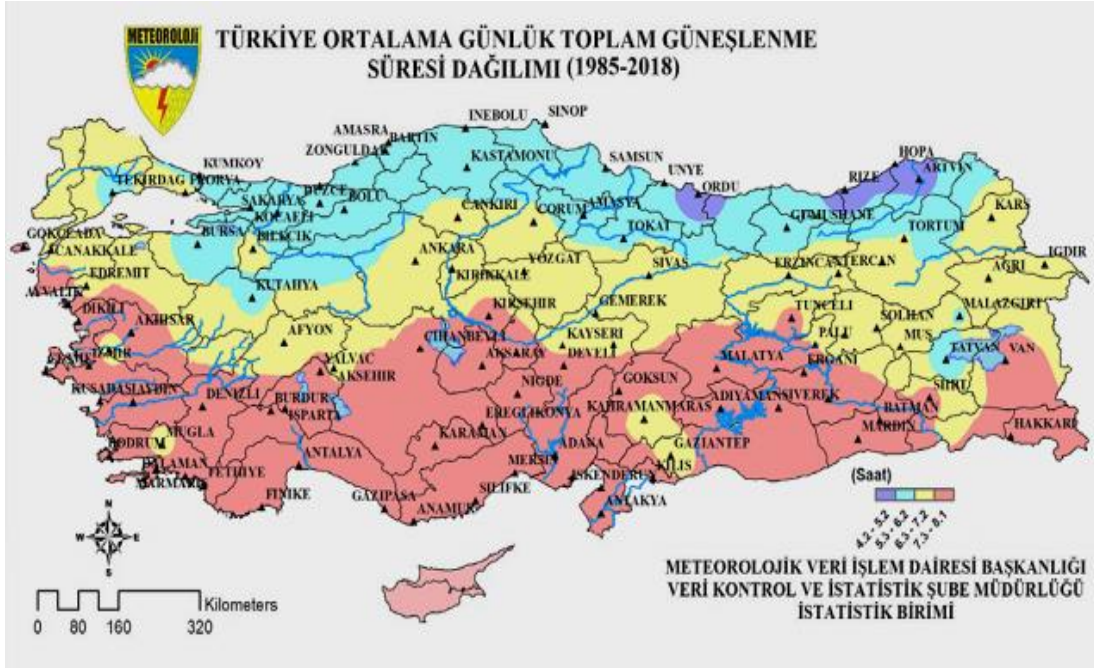 METEOROLOJİ
TÜRKİYE ORTALAMA GÜNLÜK TOPLAM GÜNEŞLENME
SÜRESİ DAĞILIMI (1985-2018)
SINOP
INEBOLU
AMASRA
BARTIN
ZONGULDAK
KASTAMONU
SAMSUN
UNYE
ORDU
HOPA
RIZE
ARTVIN
KUMKOY
TEKIRDAG
FLORYA
SAKARYA
KOCAELI
DUZCE
BOLU
CANKIRI
CORUM
AMASYA
TOKAT
GUMUSHANE
TORTUM
KARS
IGDIR
GOKCEADA
CANAKKALE
BURSA
BILECIK
ANKARA
KIRIKKALE
YOZGAT
SIVAS
ERZINCAN
TERCAN
AGRI
EDREMIT
AYVALIK
DIKILI
KUTAHYA
AKHISAR
AFYON
KIRSEHIR
GEMEREK
TUNCELI
SOLHAN
MALAZGIRT
CIHANBEYLI
KAYSERI
PALU
MUS
IZMIR
YALVAC
AKSEHIR
AKSARAY
DEVELI
MALATYA
ERGANI
TATVAN
VAN
KUSADASI
AYDIN
DENIZLI
BURDUR
ISPARTA
NIGDE
GOKSUN
SIIRT
EREGLIKONYA
KAHRAMANMARAS
ADIYAMAN
SIVEREK
BATMAN
BODRUM
MUGLA
KARAMAN
ADANA
GAZIANTEP
MARDIN
HAKKARI
DALAMAN
MARMARIS
FETHIYE
ANTALYA
MERSIN
KILIS
FINIKE
GAZIPASA
SILIFKE
ISKENDERUN
ANAMUR
ANTAKYA
(Saat)
4.2 - 5.2
5.3 - 6.2
6.3 - 7.2
7.3 - 8.1
N
W
E
S
Kilometers
0 80 160 320
METEOROLOJİK VERİ İŞLEM DAİRESİ BAŞKANLIĞI
VERİ KONTROL VE İSTATİSTİK ŞUBE MÜDÜRLÜĞÜ
İSTATİSTİK BİRİMİ